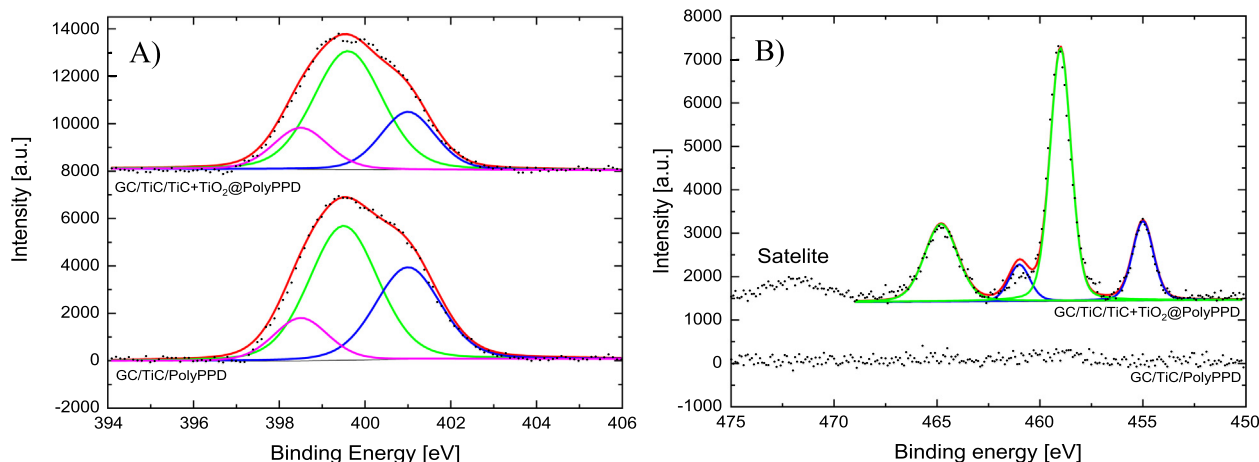 A)
14000
12000
10000
8000
6000
4000
2000
0
-2000
Intensity [a.u.]
GC/TiC/TiC+TiO2@PolyPPD
GC/TiC/PolyPPD
394 396 398 400 402 404 406
Binding Energy [eV]
B)
8000
7000
6000
5000
4000
3000
2000
1000
0
-1000
Intensity [a.u.]
Satelite
GC/TiC/TiC+TiO2@PolyPPD
GC/TiC/PolyPPD
475 470 465 460 455 450
Binding energy [eV]